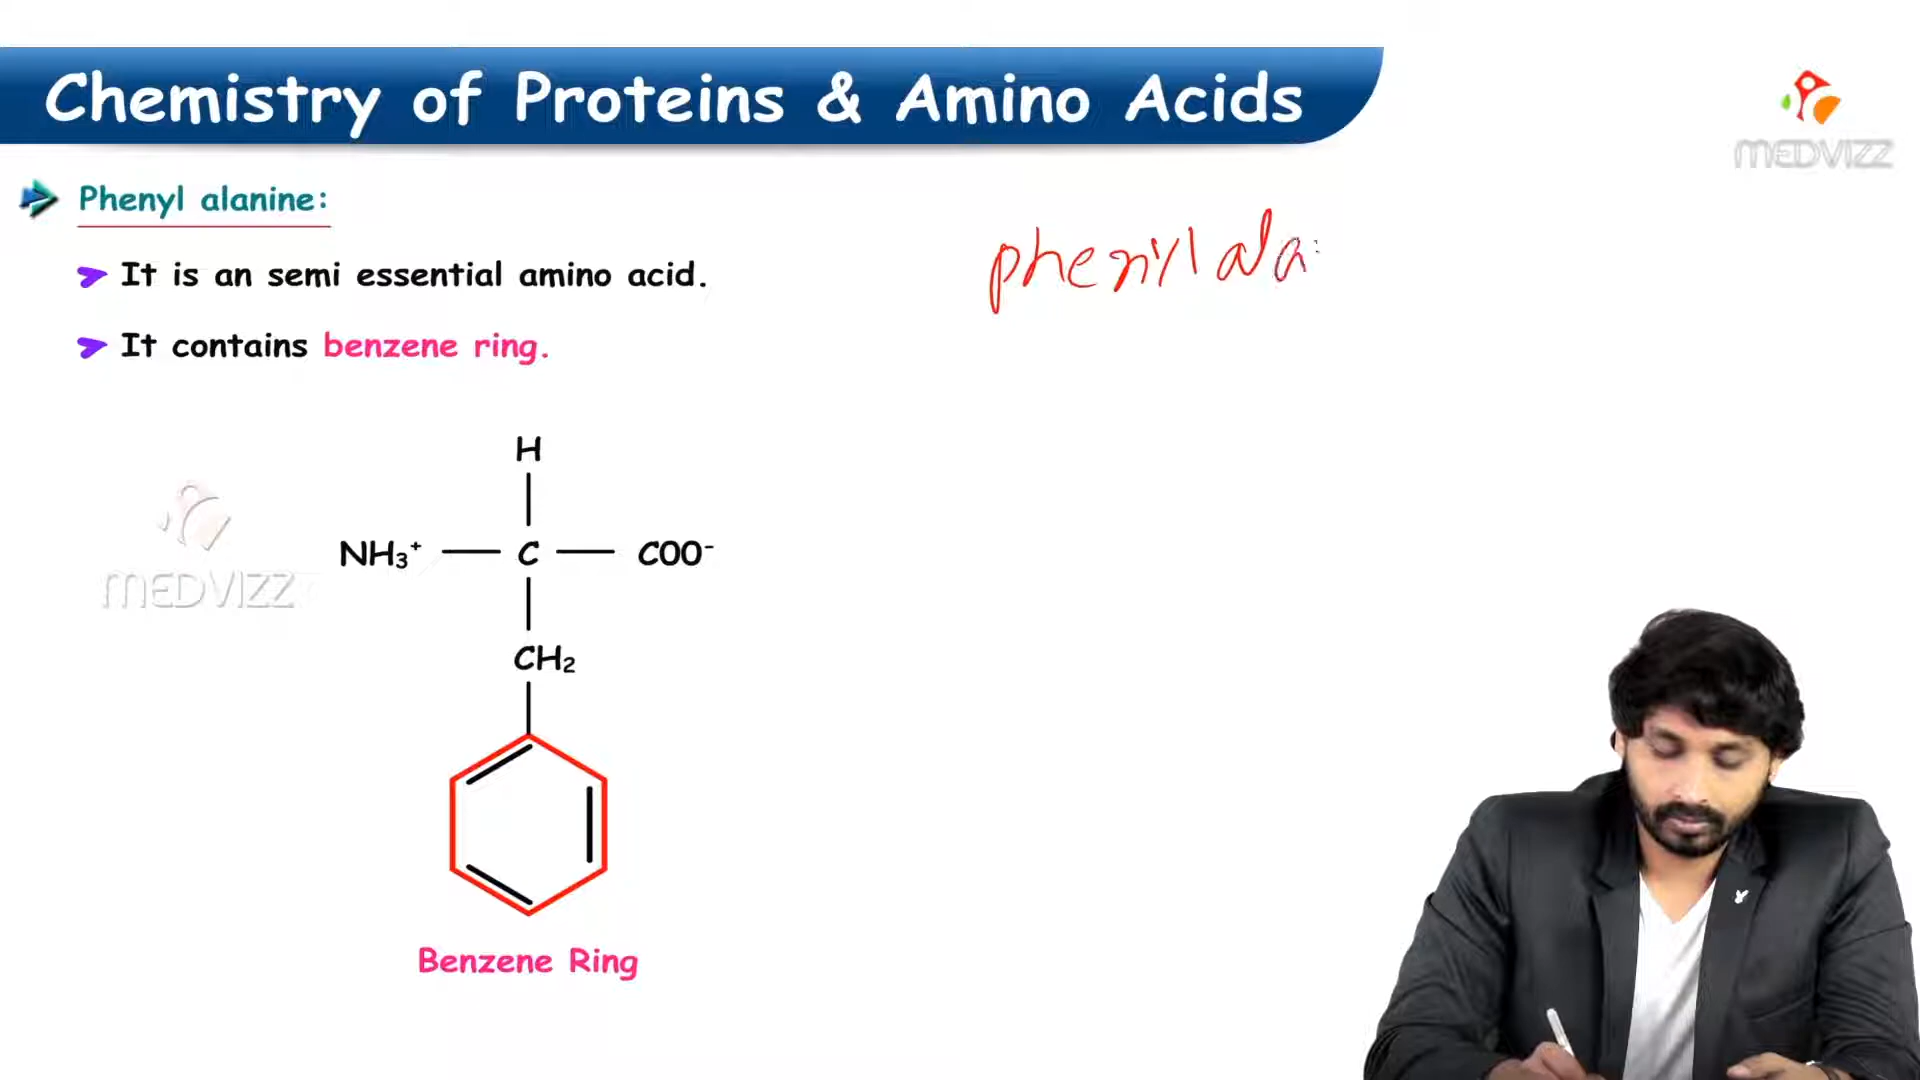 Chemistry of Proteins & Amino Acids
MEDVIZZ
Phenyl alanine:
It is an semi essential amino acid.
It contains benzene ring.
phenylala
H
NH₃⁺ C COO⁻
MEDVIZZ
CH₂
Benzene Ring